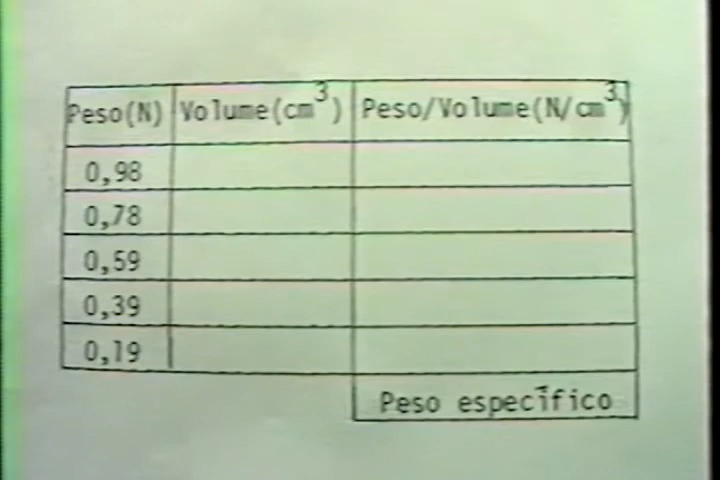 Peso(N) Volume(cm³) Peso/Volume(N/cm³)
0,98
0,78
0,59
0,39
0,19
Peso específico